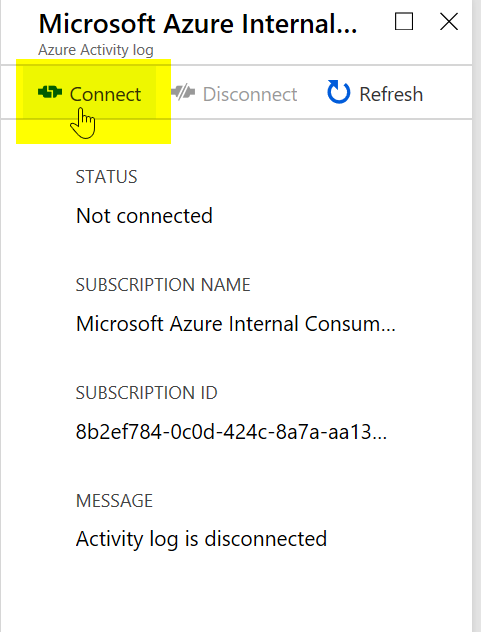 Microsoft Azure Internal...
Azure Activity log
Connect Disconnect Refresh
STATUS
Not connected
SUBSCRIPTION NAME
Microsoft Azure Internal Consum...
SUBSCRIPTION ID
8b2ef784-0c0d-424c-8a7a-aa13...
MESSAGE
Activity log is disconnected